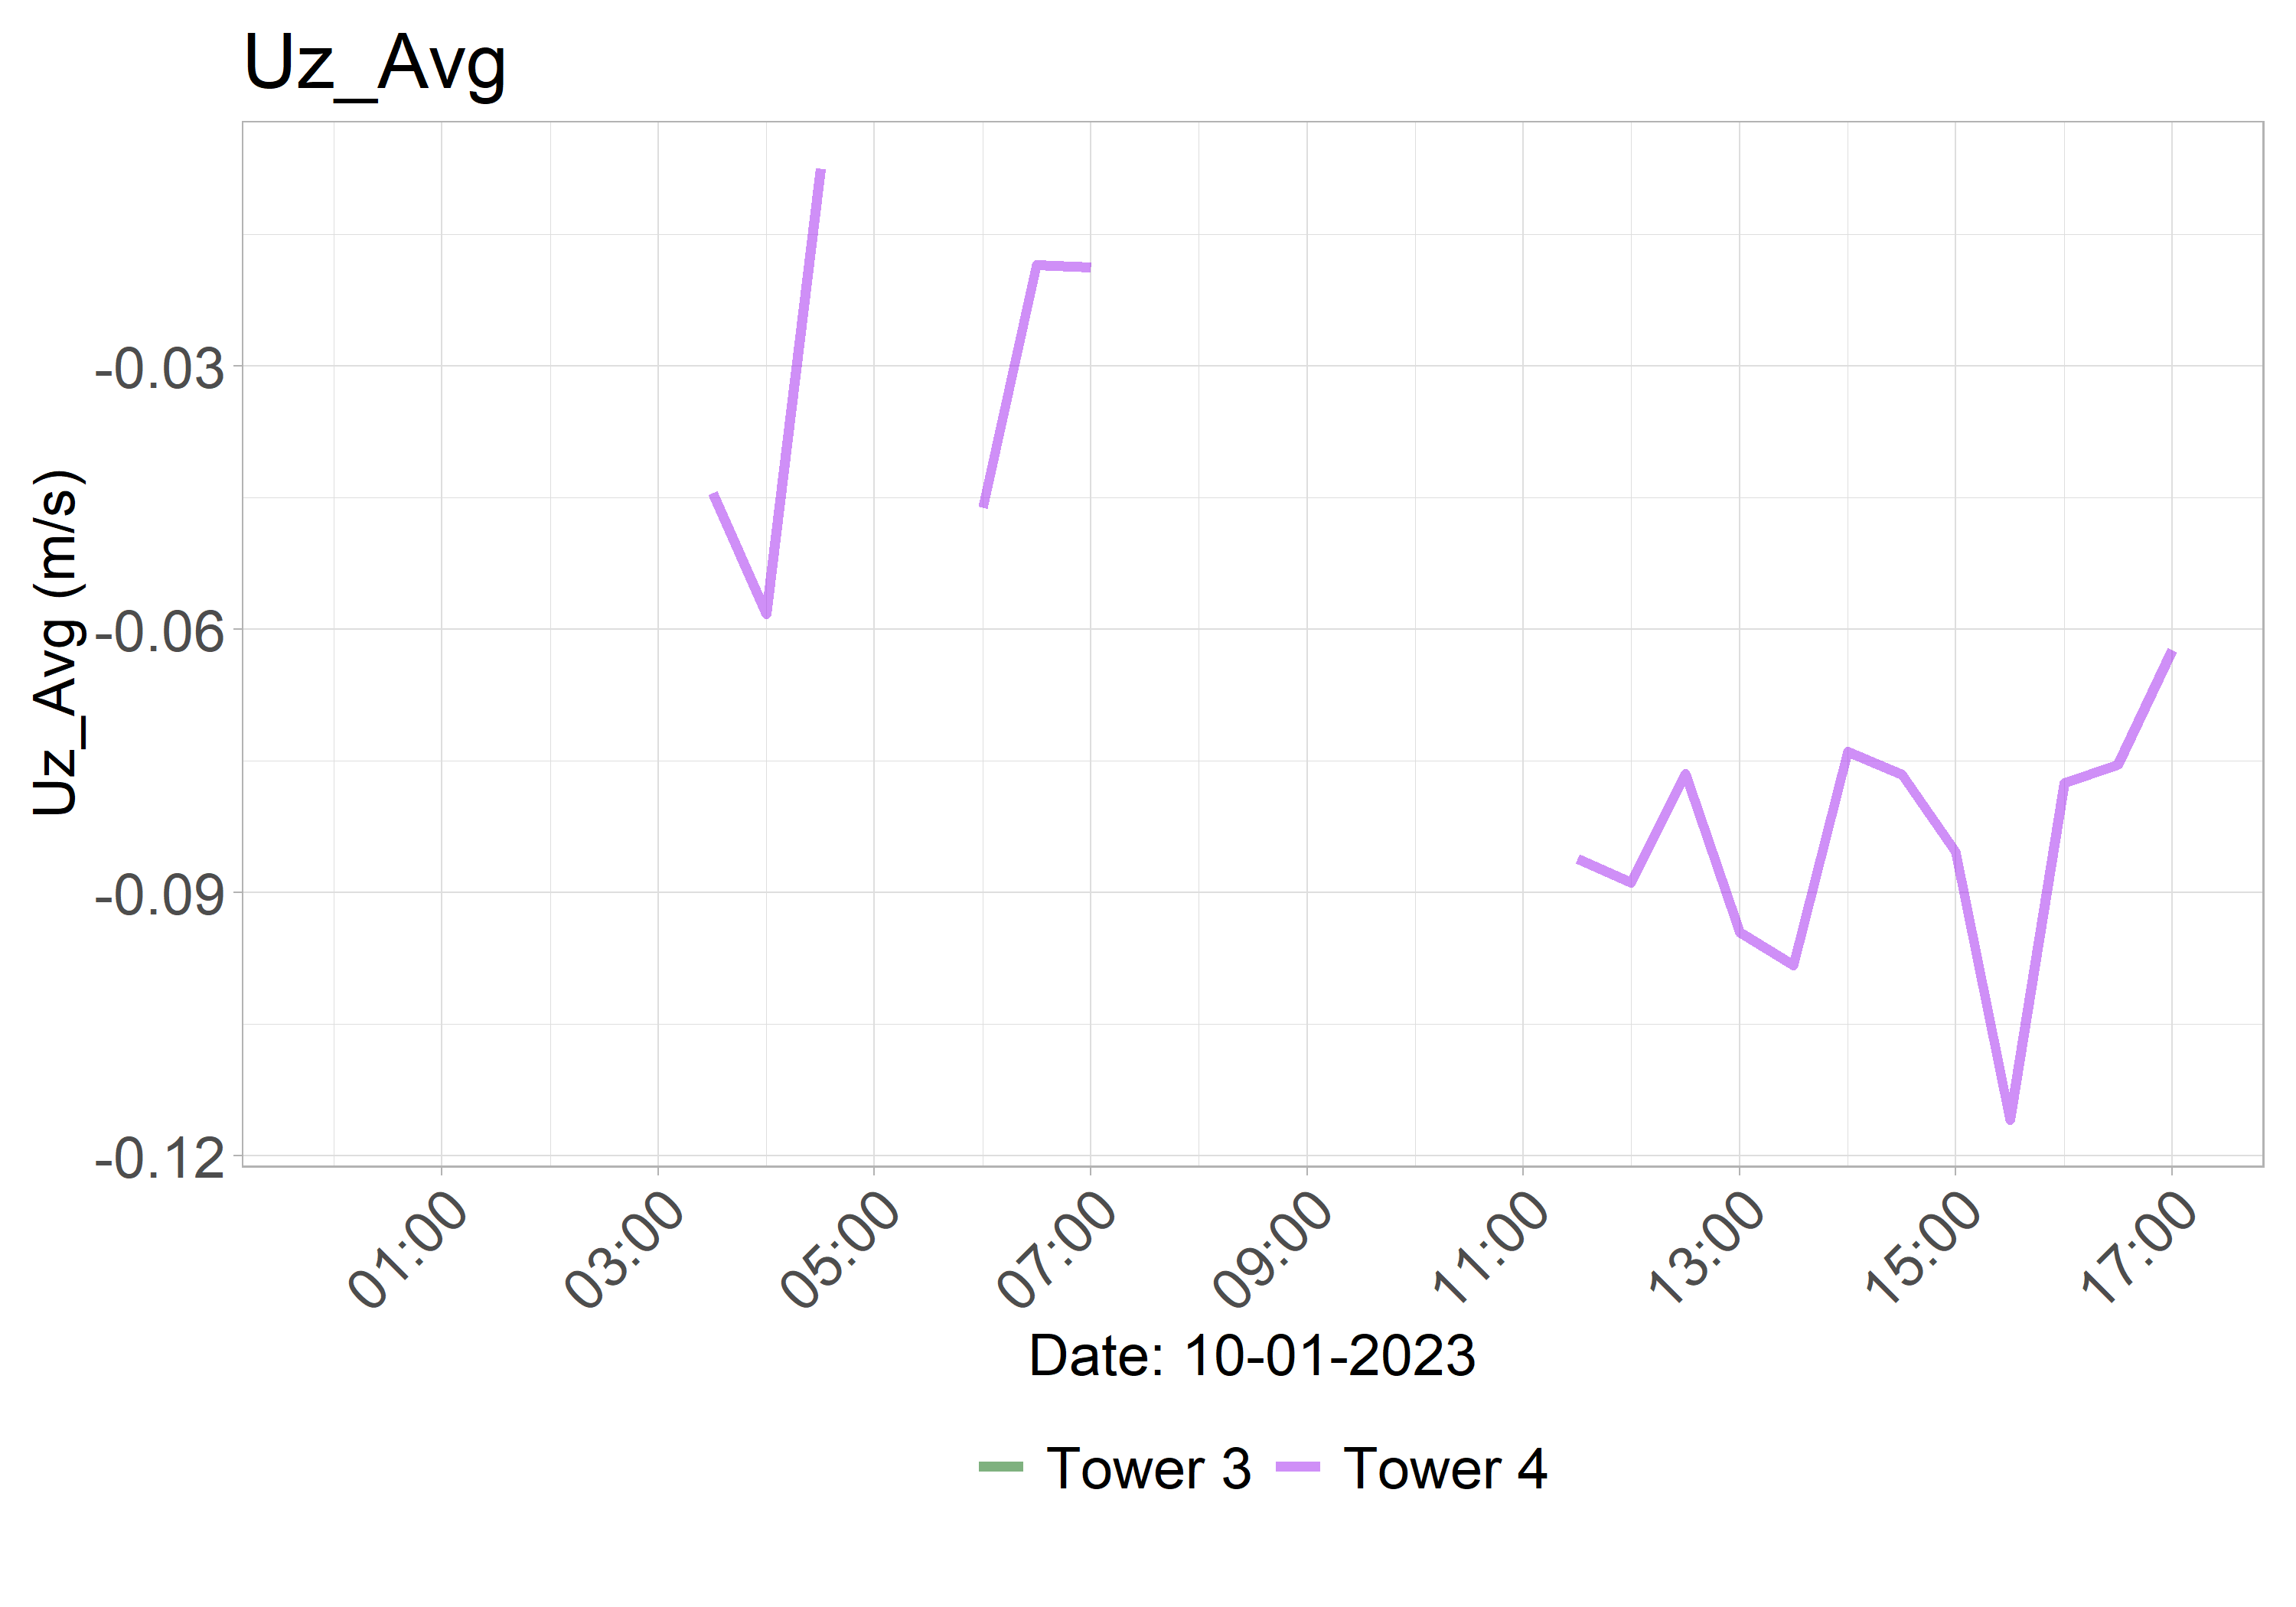 Uz_Avg
Uz_Avg (m/s)
-0.03
-0.06
-0.09
-0.12
01:00 03:00 05:00 07:00 09:00 11:00 13:00 15:00 17:00
Date: 10-01-2023
Tower 3 Tower 4